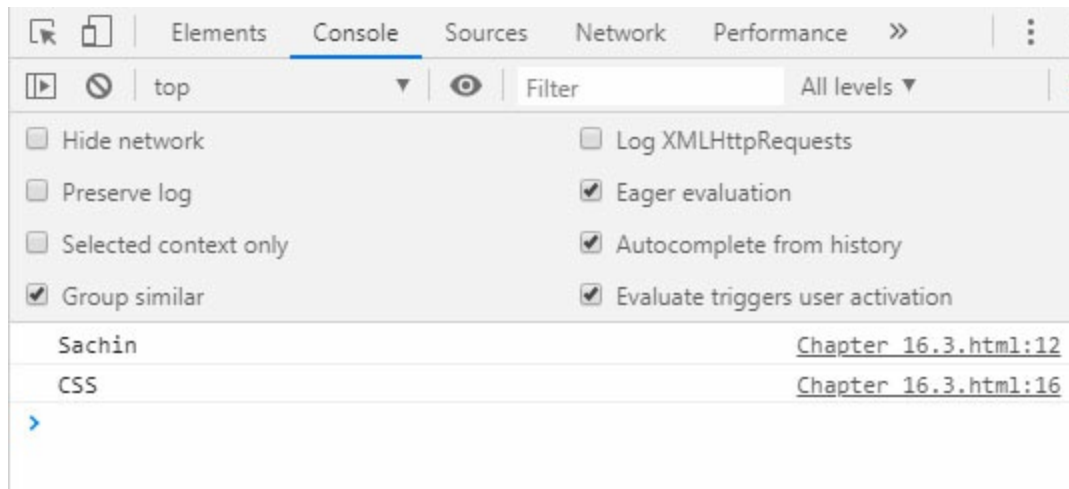 Elements Console Sources Network Performance »
top Filter All levels ▼
Hide network Log XMLHttpRequests
Preserve log Eager evaluation
Selected context only Autocomplete from history
Group similar Evaluate triggers user activation
Sachin Chapter 16.3.html:12
CSS Chapter 16.3.html:16